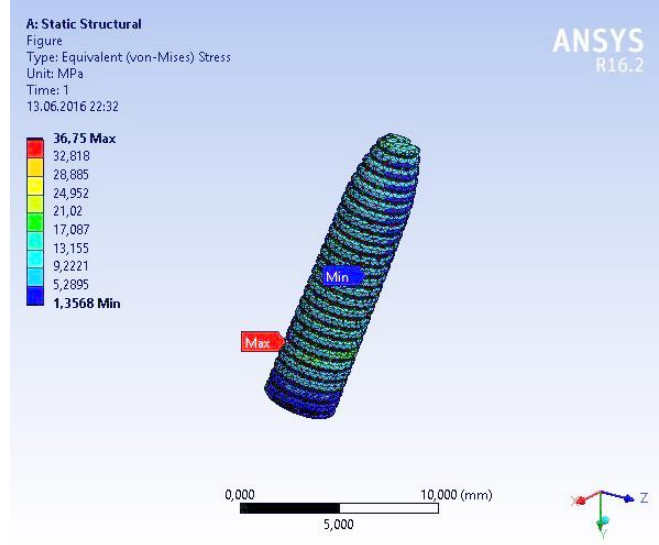 A: Static Structural
Figure
Type: Equivalent (von-Mises) Stress
Unit: MPa
Time: 1
13.06.2016 22:32
ANSYS
R16.2
36,75 Max
32,818
28,885
24,952
21,02
17,087
13,155
9,2221
5,2895
1,3568 Min
Min
Max
0,000
10,000 (mm)
5,000
X
Z
Y